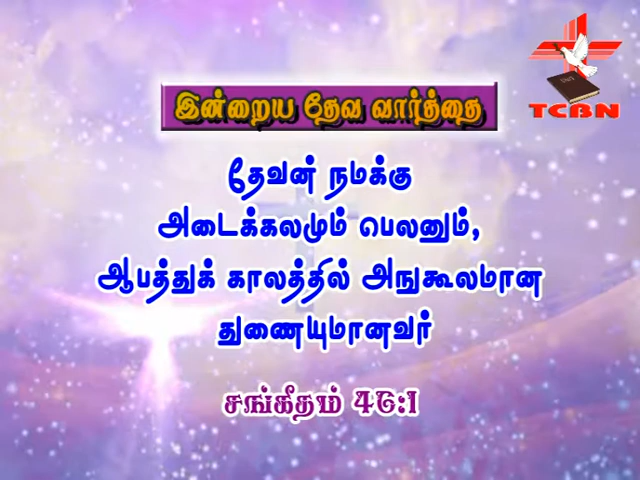 TCBN
இன்றைய தேவ வார்த்தை
தேவன் நமக்கு
அடைக்கலமும் பெலனும்,
ஆபத்துக் காலத்தில் அநுகூலமான
துணையுமானவர்
சங்கீதம் 46:1